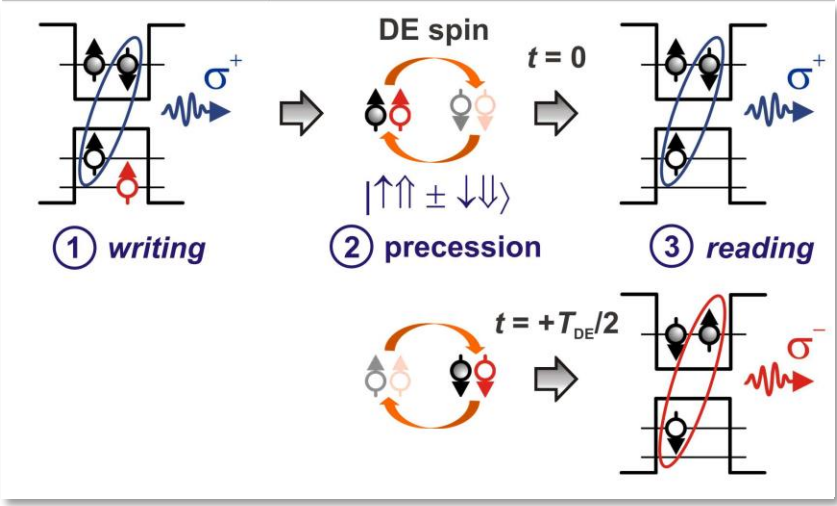 DE spin
t = 0
σ+
σ+
|↑⇑ ± ↓⇓⟩
1 writing
2 precession
3 reading
t = +TDE/2
σ−